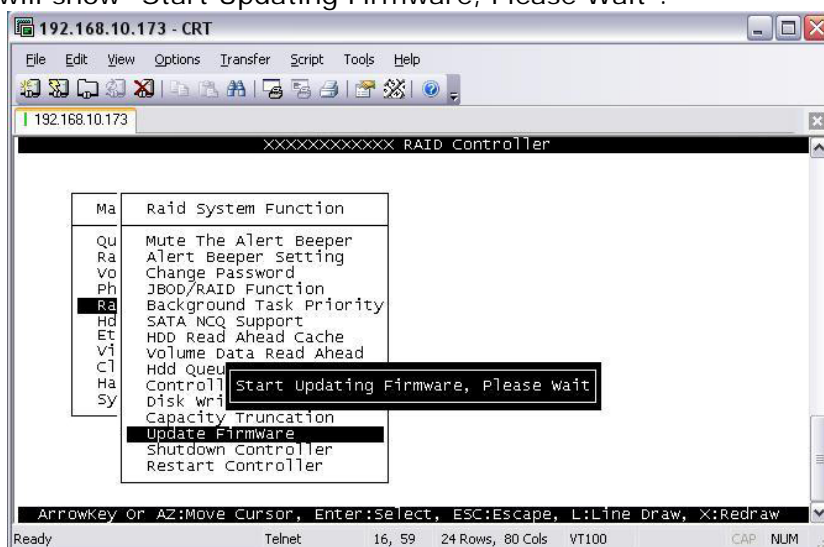 will show "Start Updating Firmware, Please Wait".
192.168.10.173 - CRT
File Edit View Options Transfer Script Tools Help
192.168.10.173
XXXXXXXXXXXX RAID Controller
Ma
Raid System Function
Qu
Mute The Alert Beeper
Ra
Alert Beeper Setting
Vo
Change Password
Ph
JBOD/RAID Function
Ra
Background Task Priority
Hd
SATA NCQ Support
Et
HDD Read Ahead Cache
Vi
Volume Data Read Ahead
Cl
Hdd Queu
Ha
Controll
Start Updating Firmware, Please Wait
Sy
Disk Wri
Capacity Truncation
Update FirmWare
Shutdown Controller
Restart Controller
ArrowKey Or AZ:Move Cursor, Enter:Select, ESC:Escape, L:Line Draw, X:Redraw
Ready Telnet 16, 59 24 Rows, 80 Cols VT100 CAP NUM